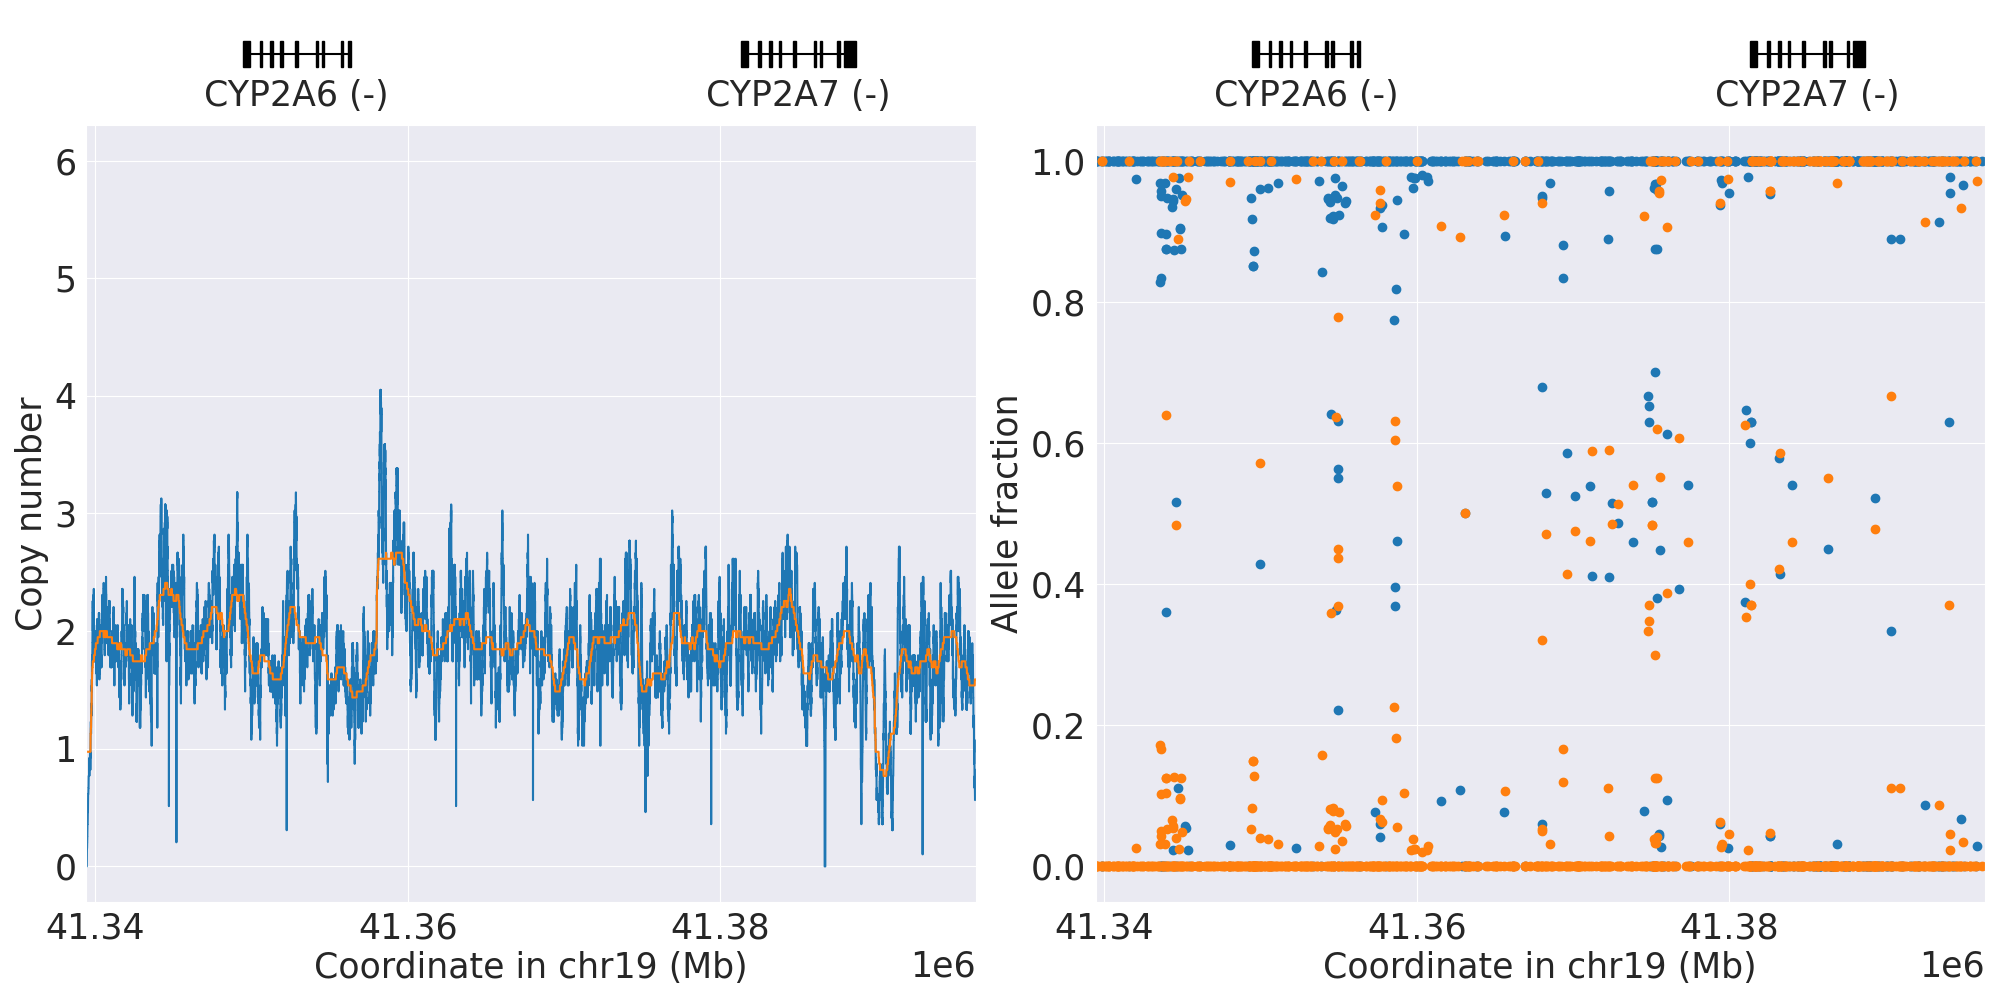 CYP2A6 (-)
CYP2A7 (-)
Copy number
6
5
4
3
2
1
0
41.34
41.36
41.38
Coordinate in chr19 (Mb)
1e6
CYP2A6 (-)
CYP2A7 (-)
Allele fraction
1.0
0.8
0.6
0.4
0.2
0.0
41.34
41.36
41.38
Coordinate in chr19 (Mb)
1e6